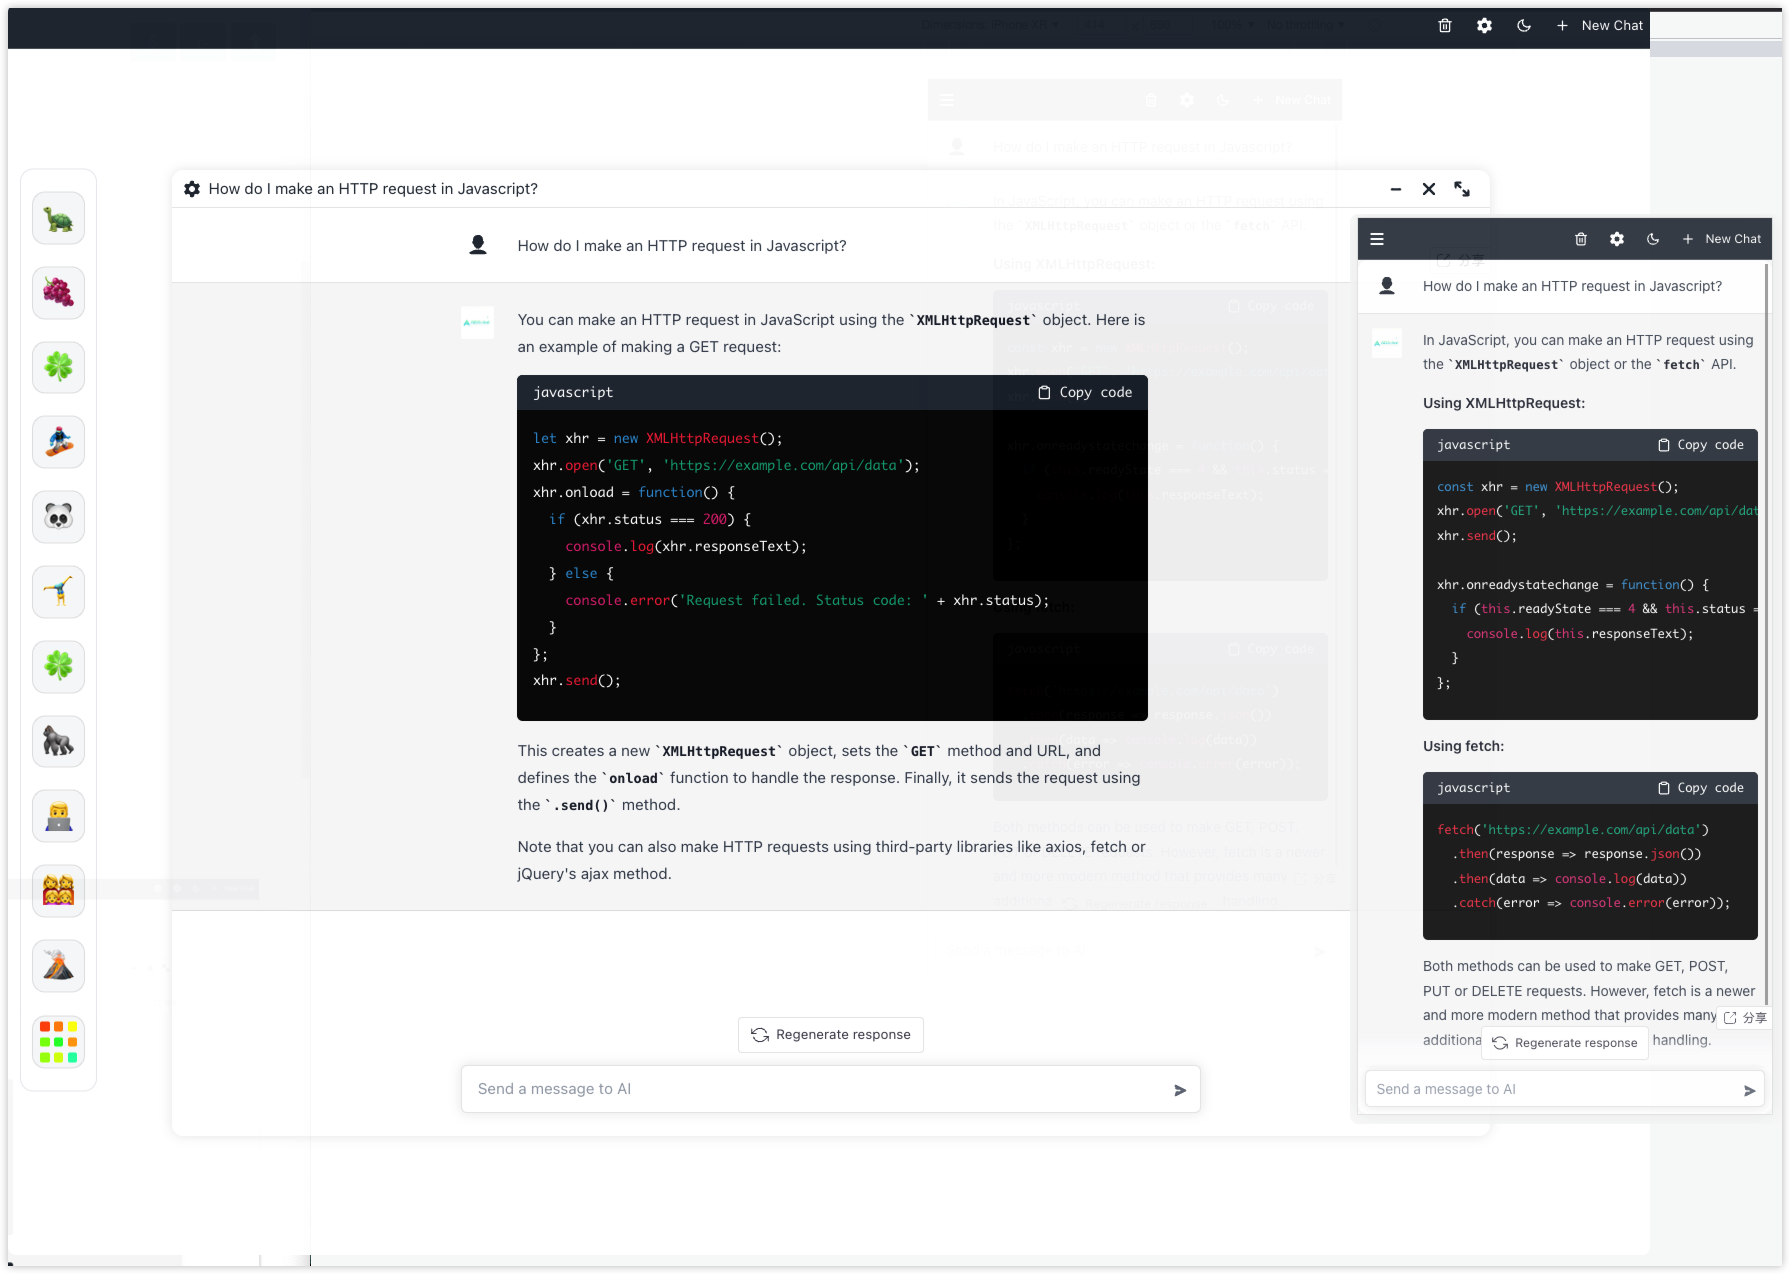 New Chat
How do I make an HTTP request in Javascript?
How do I make an HTTP request in Javascript?
You can make an HTTP request in JavaScript using the `XMLHttpRequest` object. Here is
an example of making a GET request:
javascript
Copy code
let xhr = new XMLHttpRequest();
xhr.open('GET', 'https://example.com/api/data');
xhr.onload = function() {
  if (xhr.status === 200) {
    console.log(xhr.responseText);
  } else {
    console.error('Request failed. Status code: ' + xhr.status);
  }
};
xhr.send();
This creates a new `XMLHttpRequest` object, sets the `GET` method and URL, and
defines the `onload` function to handle the response. Finally, it sends the request using
the `.send()` method.
Note that you can also make HTTP requests using third-party libraries like axios, fetch or
jQuery's ajax method.
Regenerate response
Send a message to AI
New Chat
How do I make an HTTP request in Javascript?
In JavaScript, you can make an HTTP request using
the `XMLHttpRequest` object or the `fetch` API.
Using XMLHttpRequest:
javascript
Copy code
const xhr = new XMLHttpRequest();
xhr.open('GET', 'https://example.com/api/dat
xhr.send();
xhr.onreadystatechange = function() {
  if (this.readyState === 4 && this.status =
    console.log(this.responseText);
  }
};
Using fetch:
javascript
Copy code
fetch('https://example.com/api/data')
  .then(response => response.json())
  .then(data => console.log(data))
  .catch(error => console.error(error));
Both methods can be used to make GET, POST,
PUT or DELETE requests. However, fetch is a newer
and more modern method that provides many
additiona handling.
分享
Regenerate response
Send a message to AI